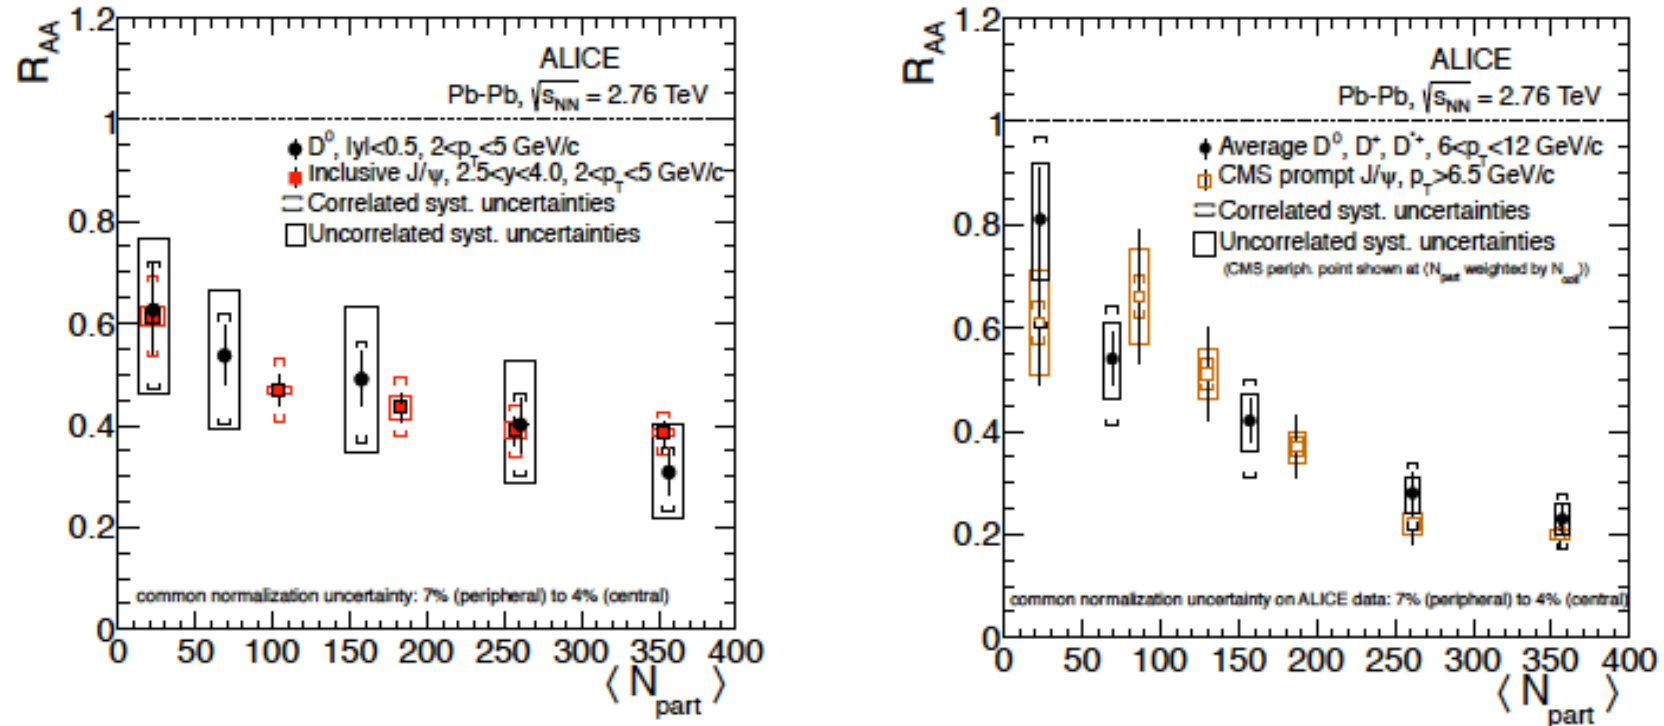 1.2
R_AA
ALICE
Pb-Pb, √s_NN = 2.76 TeV
1
D⁰, |y|<0.5, 2<p_T<5 GeV/c
Inclusive J/ψ, 2.5<y<4.0, 2<p_T<5 GeV/c
Correlated syst. uncertainties
0.8
Uncorrelated syst. uncertainties
0.6
0.4
0.2
common normalization uncertainty: 7% (peripheral) to 4% (central)
0
0 50 100 150 200 250 300 350 400
⟨ N_part ⟩
1.2
R_AA
ALICE
Pb-Pb, √s_NN = 2.76 TeV
1
Average D⁰, D⁺, D*⁺, 6<p_T<12 GeV/c
CMS prompt J/ψ, p_T>6.5 GeV/c
Correlated syst. uncertainties
0.8
Uncorrelated syst. uncertainties
(CMS periph. point shown at ⟨N_part weighted by N_coll⟩)
0.6
0.4
0.2
common normalization uncertainty on ALICE data: 7% (peripheral) to 4% (central)
0
0 50 100 150 200 250 300 350 400
⟨ N_part ⟩